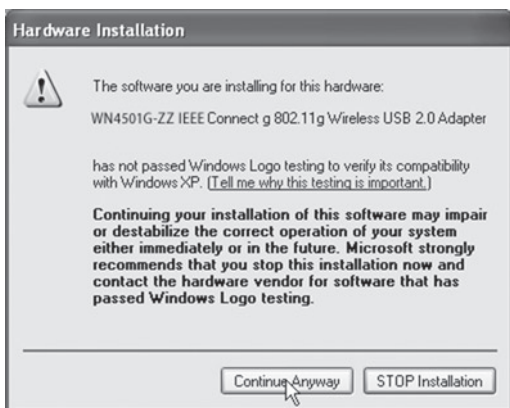 Hardware Installation
The software you are installing for this hardware:
WN4501G-ZZ IEEE Connect g 802.11g Wireless USB 2.0 Adapter
has not passed Windows Logo testing to verify its compatibility
with Windows XP. (Tell me why this testing is important.)
Continuing your installation of this software may impair
or destabilize the correct operation of your system
either immediately or in the future. Microsoft strongly
recommends that you stop this installation now and
contact the hardware vendor for software that has
passed Windows Logo testing.
Continue Anyway
STOP Installation